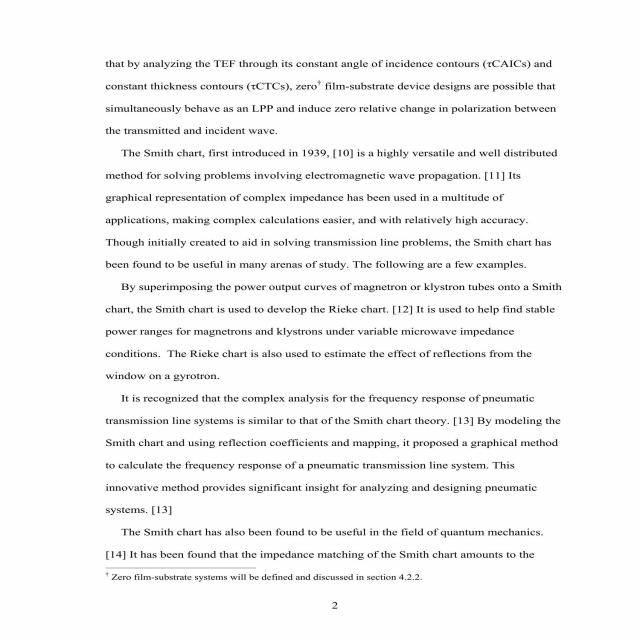 that by analyzing the TEF through its constant angle of incidence contours (τCAICs) and
constant thickness contours (τCTCs), zero† film-substrate device designs are possible that
simultaneously behave as an LPP and induce zero relative change in polarization between
the transmitted and incident wave.
The Smith chart, first introduced in 1939, [10] is a highly versatile and well distributed
method for solving problems involving electromagnetic wave propagation. [11] Its
graphical representation of complex impedance has been used in a multitude of
applications, making complex calculations easier, and with relatively high accuracy.
Though initially created to aid in solving transmission line problems, the Smith chart has
been found to be useful in many arenas of study. The following are a few examples.
By superimposing the power output curves of magnetron or klystron tubes onto a Smith
chart, the Smith chart is used to develop the Rieke chart. [12] It is used to help find stable
power ranges for magnetrons and klystrons under variable microwave impedance
conditions. The Rieke chart is also used to estimate the effect of reflections from the
window on a gyrotron.
It is recognized that the complex analysis for the frequency response of pneumatic
transmission line systems is similar to that of the Smith chart theory. [13] By modeling the
Smith chart and using reflection coefficients and mapping, it proposed a graphical method
to calculate the frequency response of a pneumatic transmission line system. This
innovative method provides significant insight for analyzing and designing pneumatic
systems. [13]
The Smith chart has also been found to be useful in the field of quantum mechanics.
[14] It has been found that the impedance matching of the Smith chart amounts to the
† Zero film-substrate systems will be defined and discussed in section 4.2.2.
2